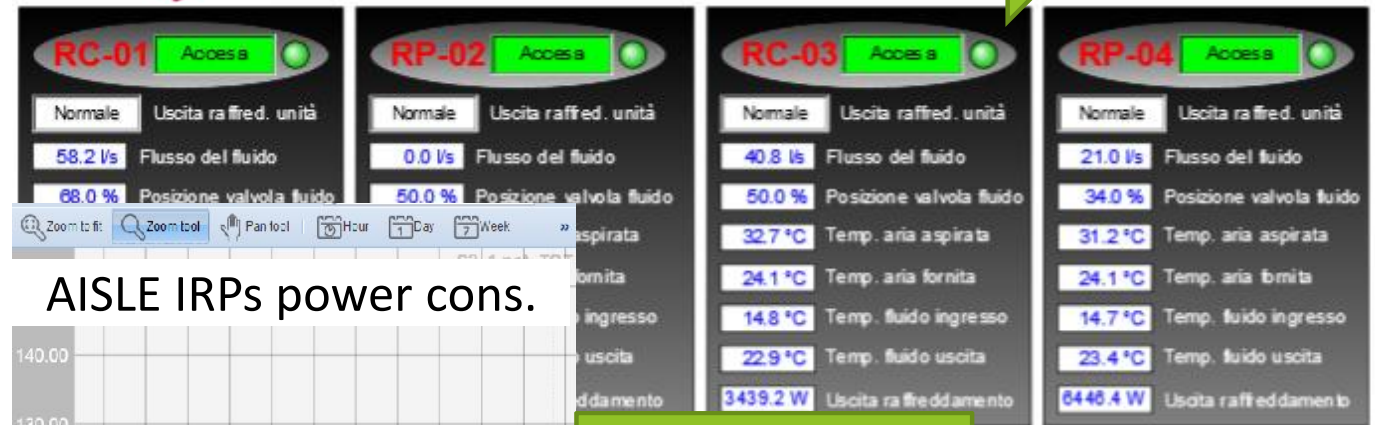 RC-01 Accesa
Normale Uscita raffred. unità
58.2 l/s Flusso del fluido
68.0 % Posizione valvola fluido
RP-02 Accesa
Normale Uscita raffred. unità
0.0 l/s Flusso del fluido
50.0 % Posizione valvola fluido
aspirata
fornita
ingresso
uscita
RC-03 Accesa
Normale Uscita raffred. unità
40.8 l/s Flusso del fluido
50.0 % Posizione valvola fluido
32.7 °C Temp. aria aspirata
24.1 °C Temp. aria fornita
14.8 °C Temp. fluido ingresso
22.9 °C Temp. fluido uscita
3439.2 W Uscita raffreddamento
RP-04 Accesa
Normale Uscita raffred. unità
21.0 l/s Flusso del fluido
34.0 % Posizione valvola fluido
31.2 °C Temp. aria aspirata
24.1 °C Temp. aria fornita
14.7 °C Temp. fluido ingresso
23.4 °C Temp. fluido uscita
6446.4 W Uscita raffreddamento
Zoom to fit Zoom tool Pan tool Hour Day Week »
AISLE IRPs power cons.
140.00